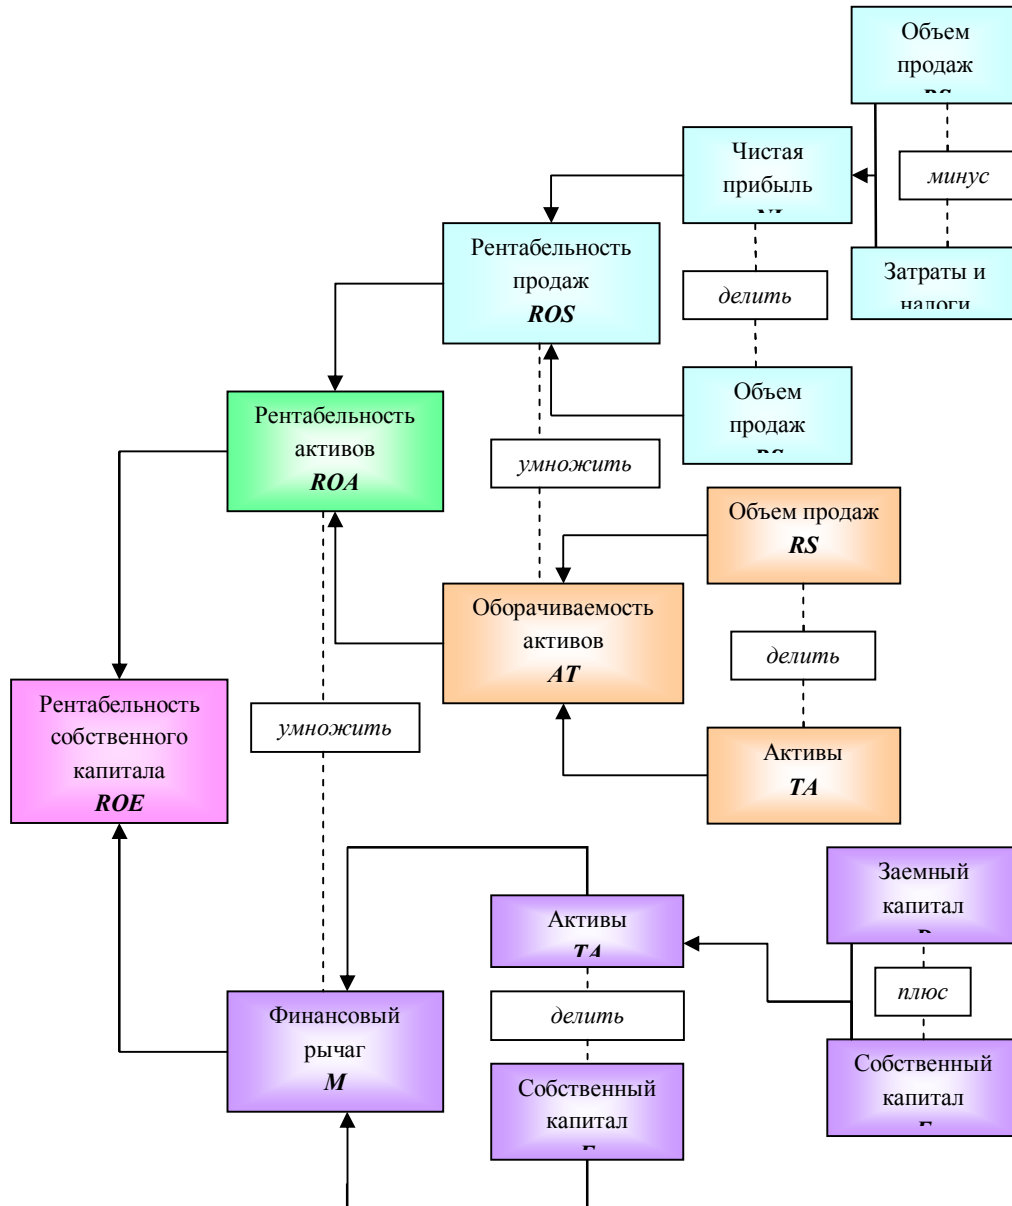 Объем
продаж
минус
Затраты и
налоги
Чистая
прибыль
делить
Объем
продаж
Рентабельность
продаж
ROS
умножить
Рентабельность
активов
ROA
Объем продаж
RS
делить
Активы
TA
Оборачиваемость
активов
AT
умножить
Рентабельность
собственного
капитала
ROE
Заемный
капитал
плюс
Собственный
капитал
Активы
TA
делить
Собственный
капитал
Финансовый
рычаг
M